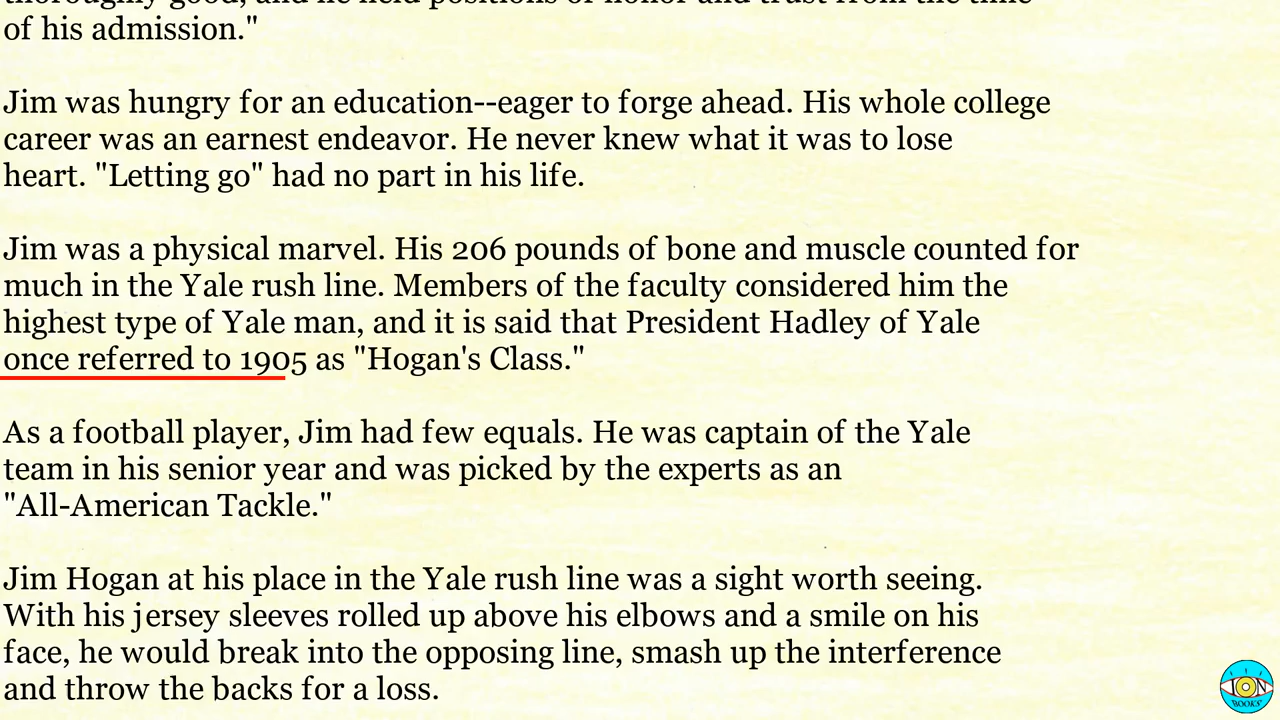 of his admission."
Jim was hungry for an education--eager to forge ahead. His whole college
career was an earnest endeavor. He never knew what it was to lose
heart. "Letting go" had no part in his life.
Jim was a physical marvel. His 206 pounds of bone and muscle counted for
much in the Yale rush line. Members of the faculty considered him the
highest type of Yale man, and it is said that President Hadley of Yale
once referred to 1905 as "Hogan's Class."
As a football player, Jim had few equals. He was captain of the Yale
team in his senior year and was picked by the experts as an
"All-American Tackle."
Jim Hogan at his place in the Yale rush line was a sight worth seeing.
With his jersey sleeves rolled up above his elbows and a smile on his
face, he would break into the opposing line, smash up the interference
and throw the backs for a loss.
ION
BOOKS